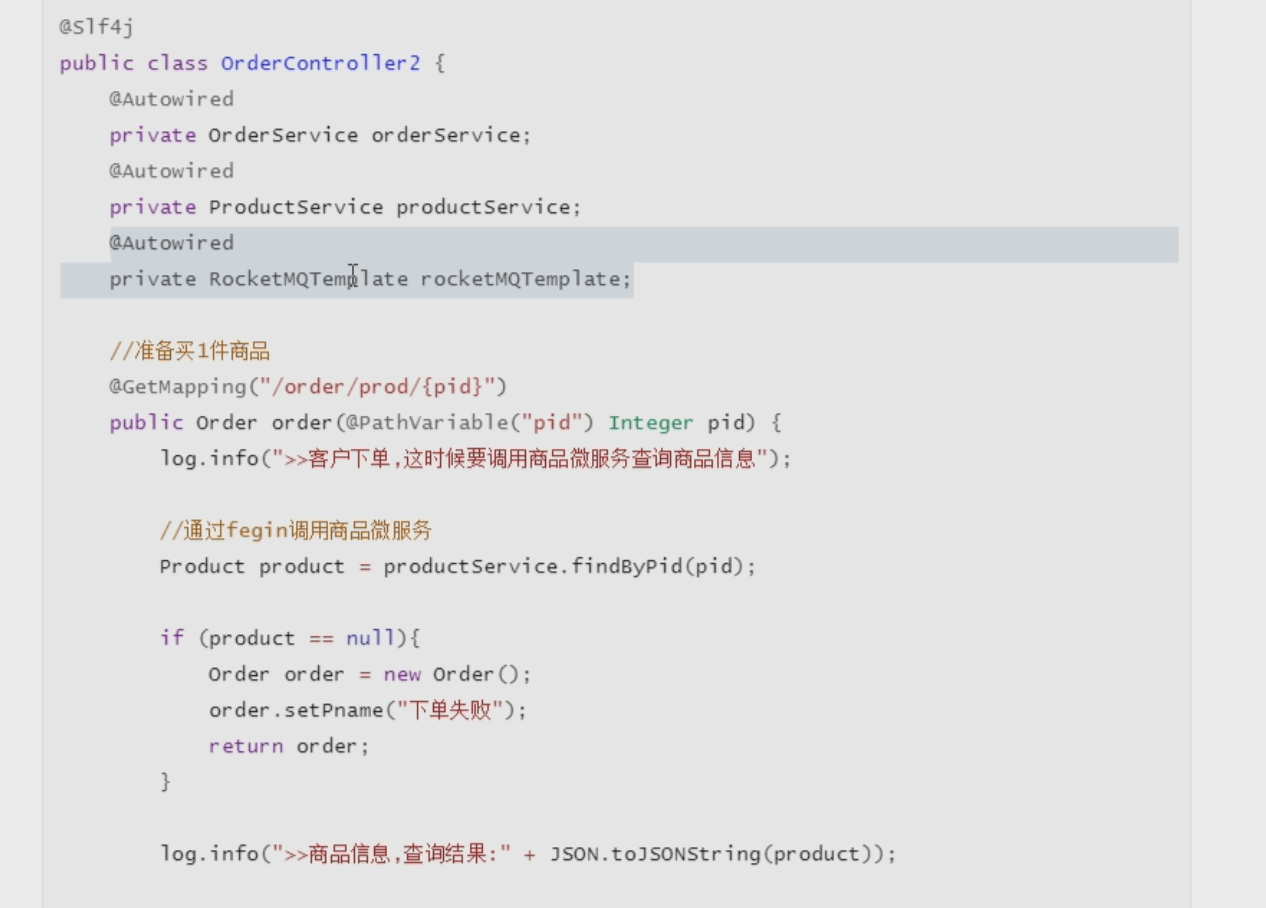 @Slf4j
public class OrderController2 {
@Autowired
private OrderService orderService;
@Autowired
private ProductService productService;
@Autowired
private RocketMQTemplate rocketMQTemplate;
//准备买1件商品
@GetMapping("/order/prod/{pid}")
public Order order(@PathVariable("pid") Integer pid) {
log.info(">>客户下单,这时候要调用商品微服务查询商品信息");
//通过fegin调用商品微服务
Product product = productService.findByPid(pid);
if (product == null){
Order order = new Order();
order.setPname("下单失败");
return order;
}
log.info(">>商品信息,查询结果:" + JSON.toJSONString(product));